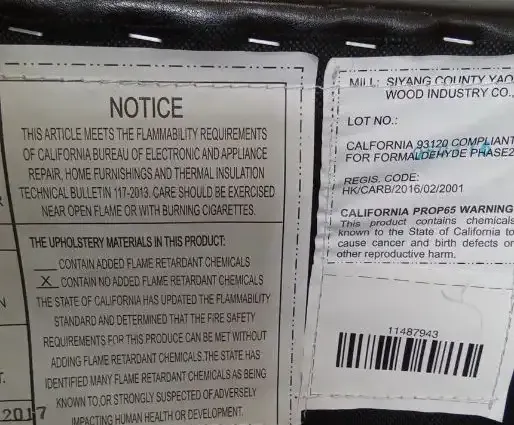 NOTICE
THIS ARTICLE MEETS THE FLAMMABILITY REQUIREMENTS
OF CALIFORNIA BUREAU OF ELECTRONIC AND APPLIANCE
REPAIR, HOME FURNISHINGS AND THERMAL INSULATION
TECHNICAL BULLETIN 117-2013. CARE SHOULD BE EXERCISED
NEAR OPEN FLAME OR WITH BURNING CIGARETTES.
THE UPHOLSTERY MATERIALS IN THIS PRODUCT:
___ CONTAIN ADDED FLAME RETARDANT CHEMICALS
_X_ CONTAIN NO ADDED FLAME RETARDANT CHEMICALS
THE STATE OF CALIFORNIA HAS UPDATED THE FLAMMABILITY
STANDARD AND DETERMINED THAT THE FIRE SAFETY
REQUIREMENTS FOR THIS PRODUCE CAN BE MET WITHOUT
ADDING FLAME RETARDANT CHEMICALS.THE STATE HAS
IDENTIFIED MANY FLAME RETARDANT CHEMICALS AS BEING
KNOWN TO,OR STRONGLY SUSPECTED OF,ADVERSELY
IMPACTING HUMAN HEALTH OR DEVELOPMENT.
2017
MILL: SIYANG COUNTY YAO
WOOD INDUSTRY CO.,
LOT NO.:
CALFORNIA 93120 COMPLIANT
FOR FORMALDEHYDE PHASE2
REGIS. CODE:
HK/CARB/2016/02/2001
CALIFORNIA PROP65 WARNING
This product contains chemicals
known to the State of California to
cause cancer and birth defects or
other reproductive harm.
11487943